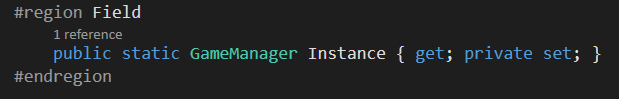 #region Field
1 reference
public static GameManager Instance { get; private set; }
#endregion